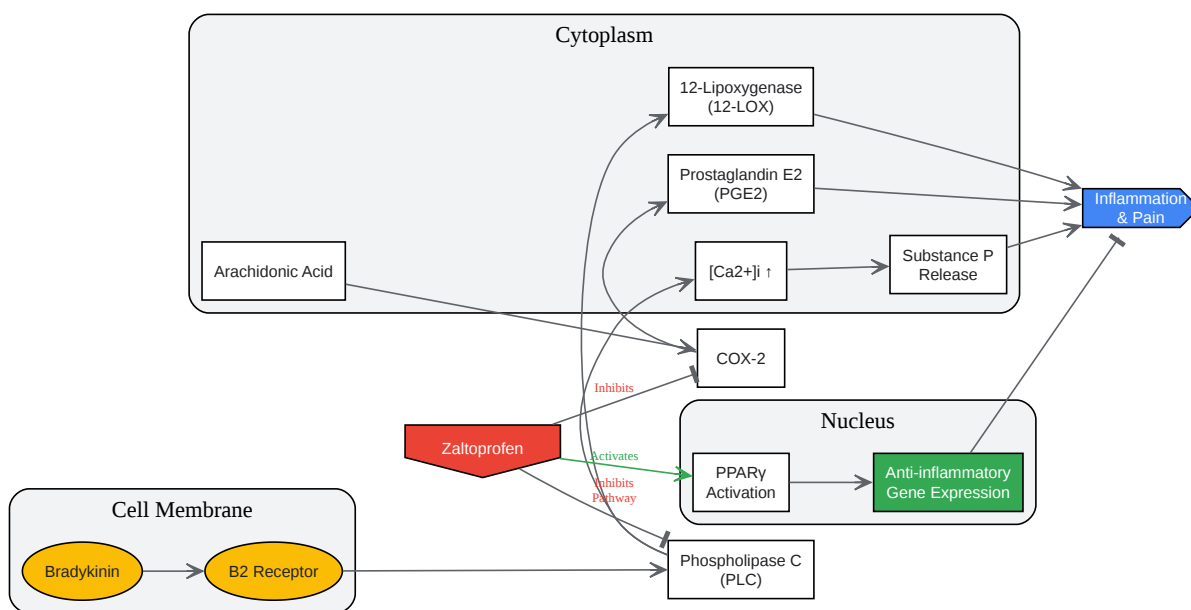 Cytoplasm
12-Lipoxygenase
(12-LOX)
Prostaglandin E2
(PGE2)
Inflammation
& Pain
Arachidonic Acid
[Ca2+]i ↑
Substance P
Release
COX-2
Inhibits
Nucleus
Zaltoprofen
Activates
PPARγ
Activation
Anti-inflammatory
Gene Expression
Inhibits
Pathway
Cell Membrane
Bradykinin
B2 Receptor
Phospholipase C
(PLC)